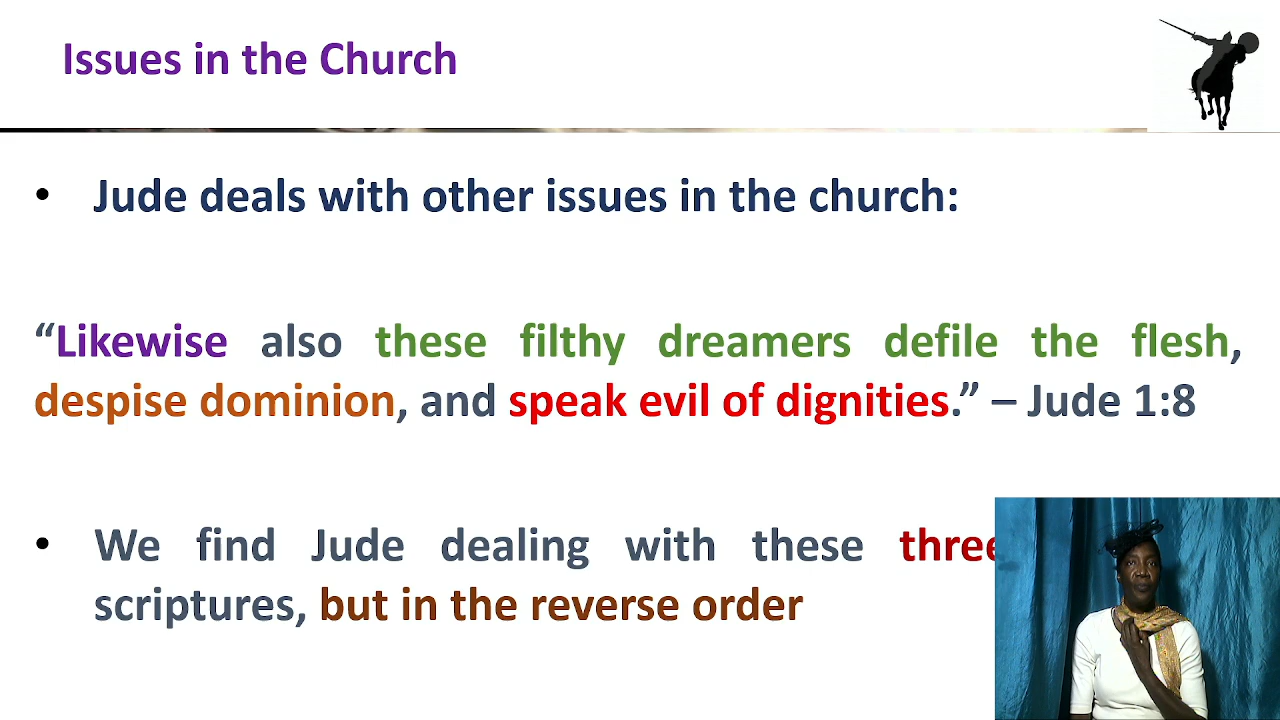 Issues in the Church
• Jude deals with other issues in the church:
“Likewise also these filthy dreamers defile the flesh,
despise dominion, and speak evil of dignities.” – Jude 1:8
• We find Jude dealing with these three
scriptures, but in the reverse order